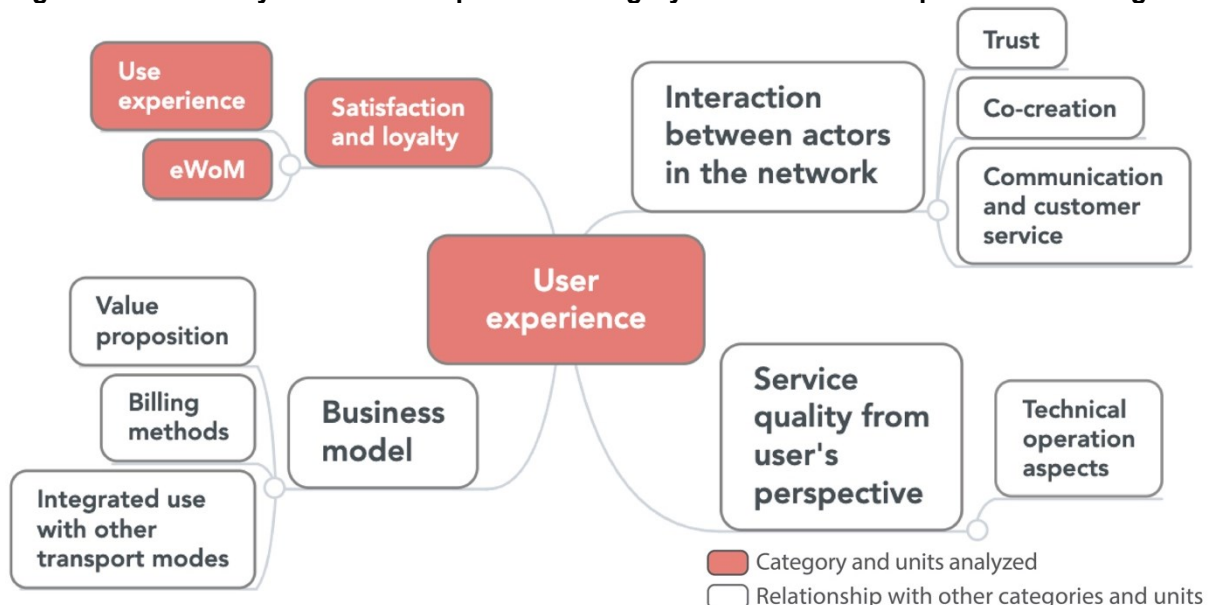 Use
experience
eWoM
Satisfaction
and loyalty
Interaction
between actors
in the network
Trust
Co-creation
Communication
and customer
service
User
experience
Value
proposition
Billing
methods
Integrated use
with other
transport modes
Business
model
Service
quality from
user's
perspective
Technical
operation
aspects
Category and units analyzed
Relationship with other categories and units